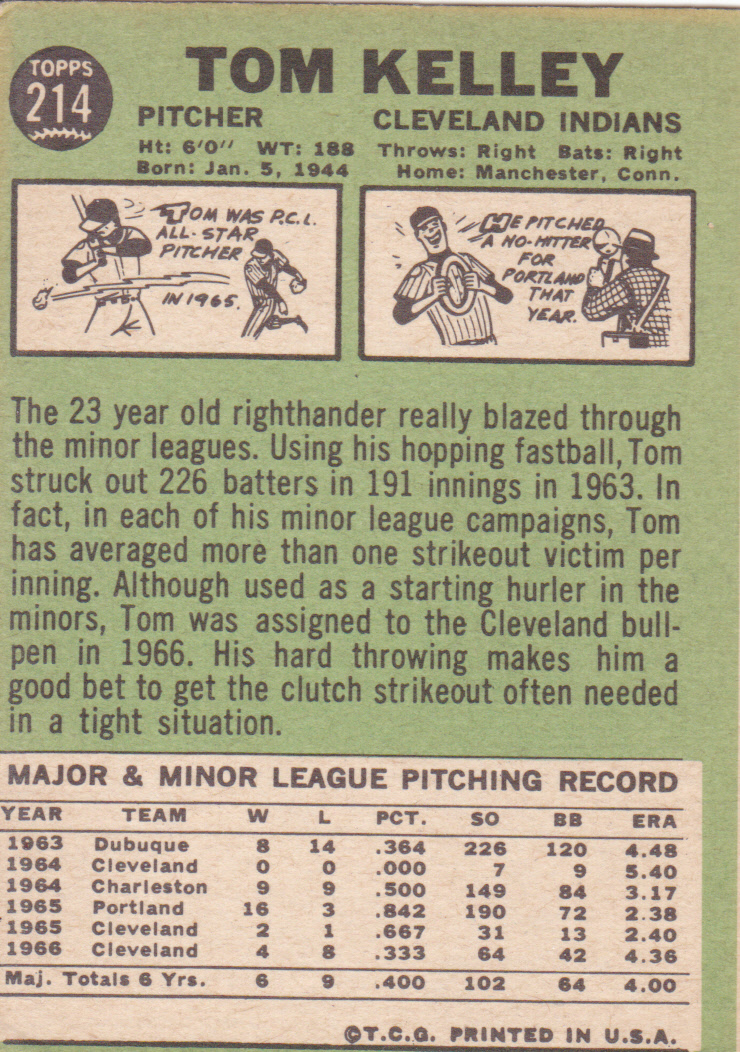 TOPPS
214
TOM KELLEY
PITCHER CLEVELAND INDIANS
Ht: 6'0" WT: 188 Throws: Right Bats: Right
Born: Jan. 5, 1944 Home: Manchester, Conn.
TOM WAS P.C.L.
ALL-STAR
PITCHER
IN 1965.
HE PITCHED
A NO-HITTER
FOR
PORTLAND
THAT
YEAR.
The 23 year old righthander really blazed through
the minor leagues. Using his hopping fastball, Tom
struck out 226 batters in 191 innings in 1963. In
fact, in each of his minor league campaigns, Tom
has averaged more than one strikeout victim per
inning. Although used as a starting hurler in the
minors, Tom was assigned to the Cleveland bull-
pen in 1966. His hard throwing makes him a
good bet to get the clutch strikeout often needed
in a tight situation.
MAJOR & MINOR LEAGUE PITCHING RECORD
YEAR TEAM W L PCT. SO BB ERA
1963 Dubuque 8 14 .364 226 120 4.48
1964 Cleveland 0 0 .000 7 9 5.40
1964 Charleston 9 9 .500 149 84 3.17
1965 Portland 16 3 .842 190 72 2.38
1965 Cleveland 2 1 .667 31 13 2.40
1966 Cleveland 4 8 .333 64 42 4.36
Maj. Totals 6 Yrs. 6 9 .400 102 64 4.00
©T.C.G. PRINTED IN U.S.A.